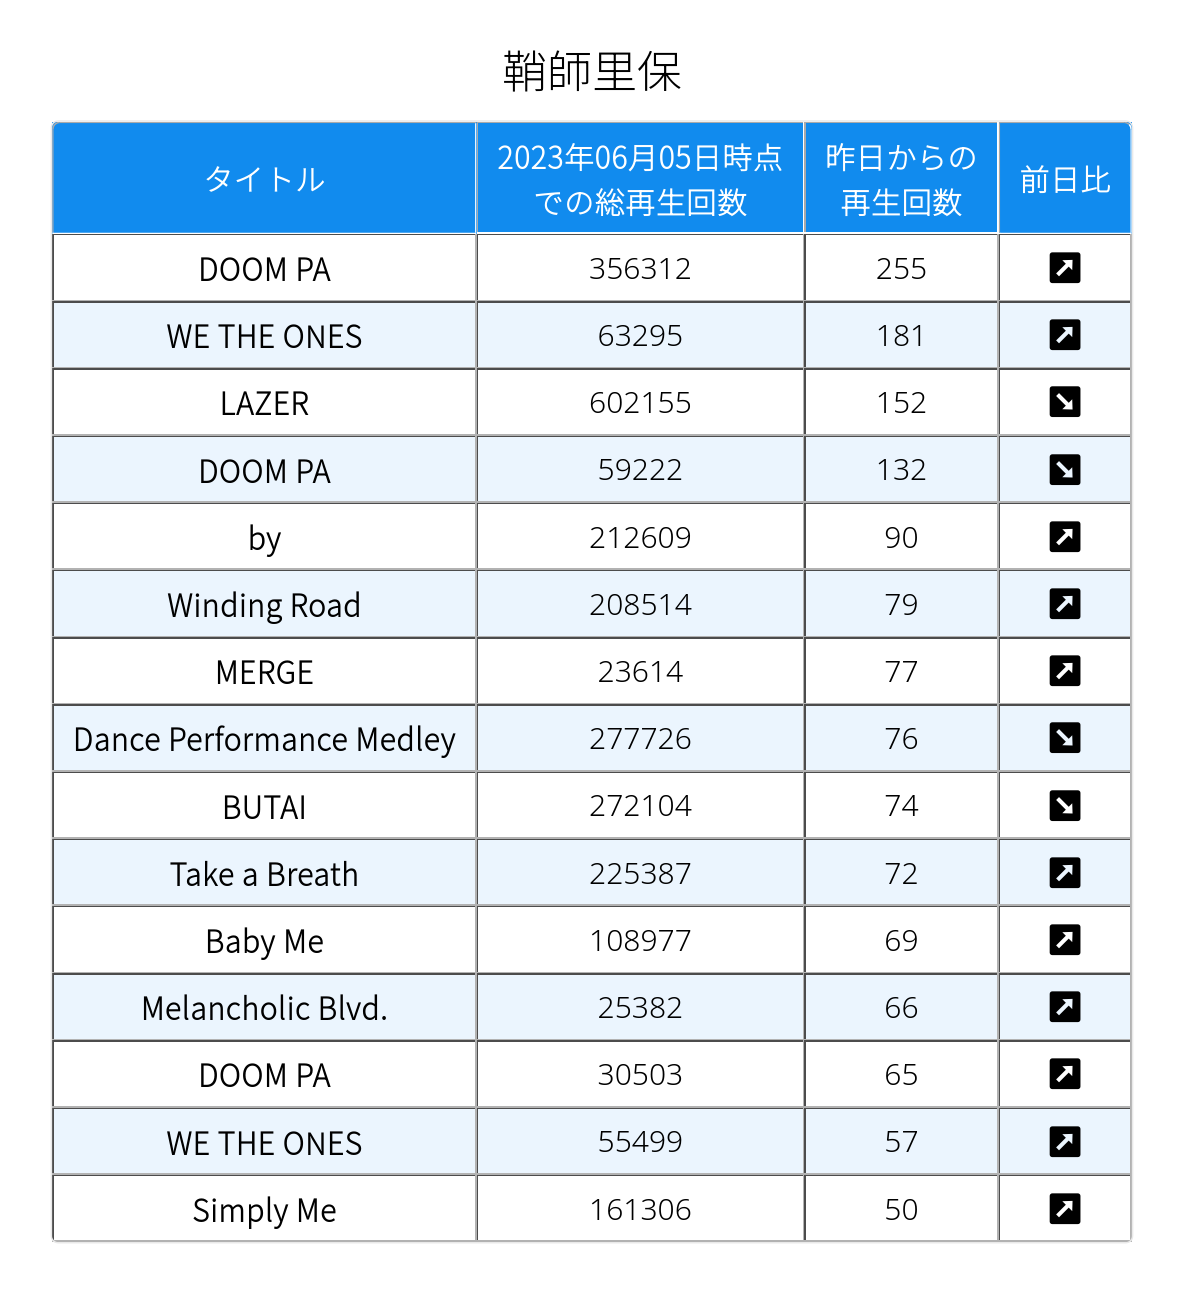 鞘師里保
タイトル
2023年06月05日時点
での総再生回数
昨日からの
再生回数
前日比
DOOM PA 356312 255 ↗
WE THE ONES 63295 181 ↗
LAZER 602155 152 ↘
DOOM PA 59222 132 ↘
by 212609 90 ↗
Winding Road 208514 79 ↗
MERGE 23614 77 ↗
Dance Performance Medley 277726 76 ↘
BUTAI 272104 74 ↘
Take a Breath 225387 72 ↗
Baby Me 108977 69 ↗
Melancholic Blvd. 25382 66 ↗
DOOM PA 30503 65 ↗
WE THE ONES 55499 57 ↗
Simply Me 161306 50 ↗